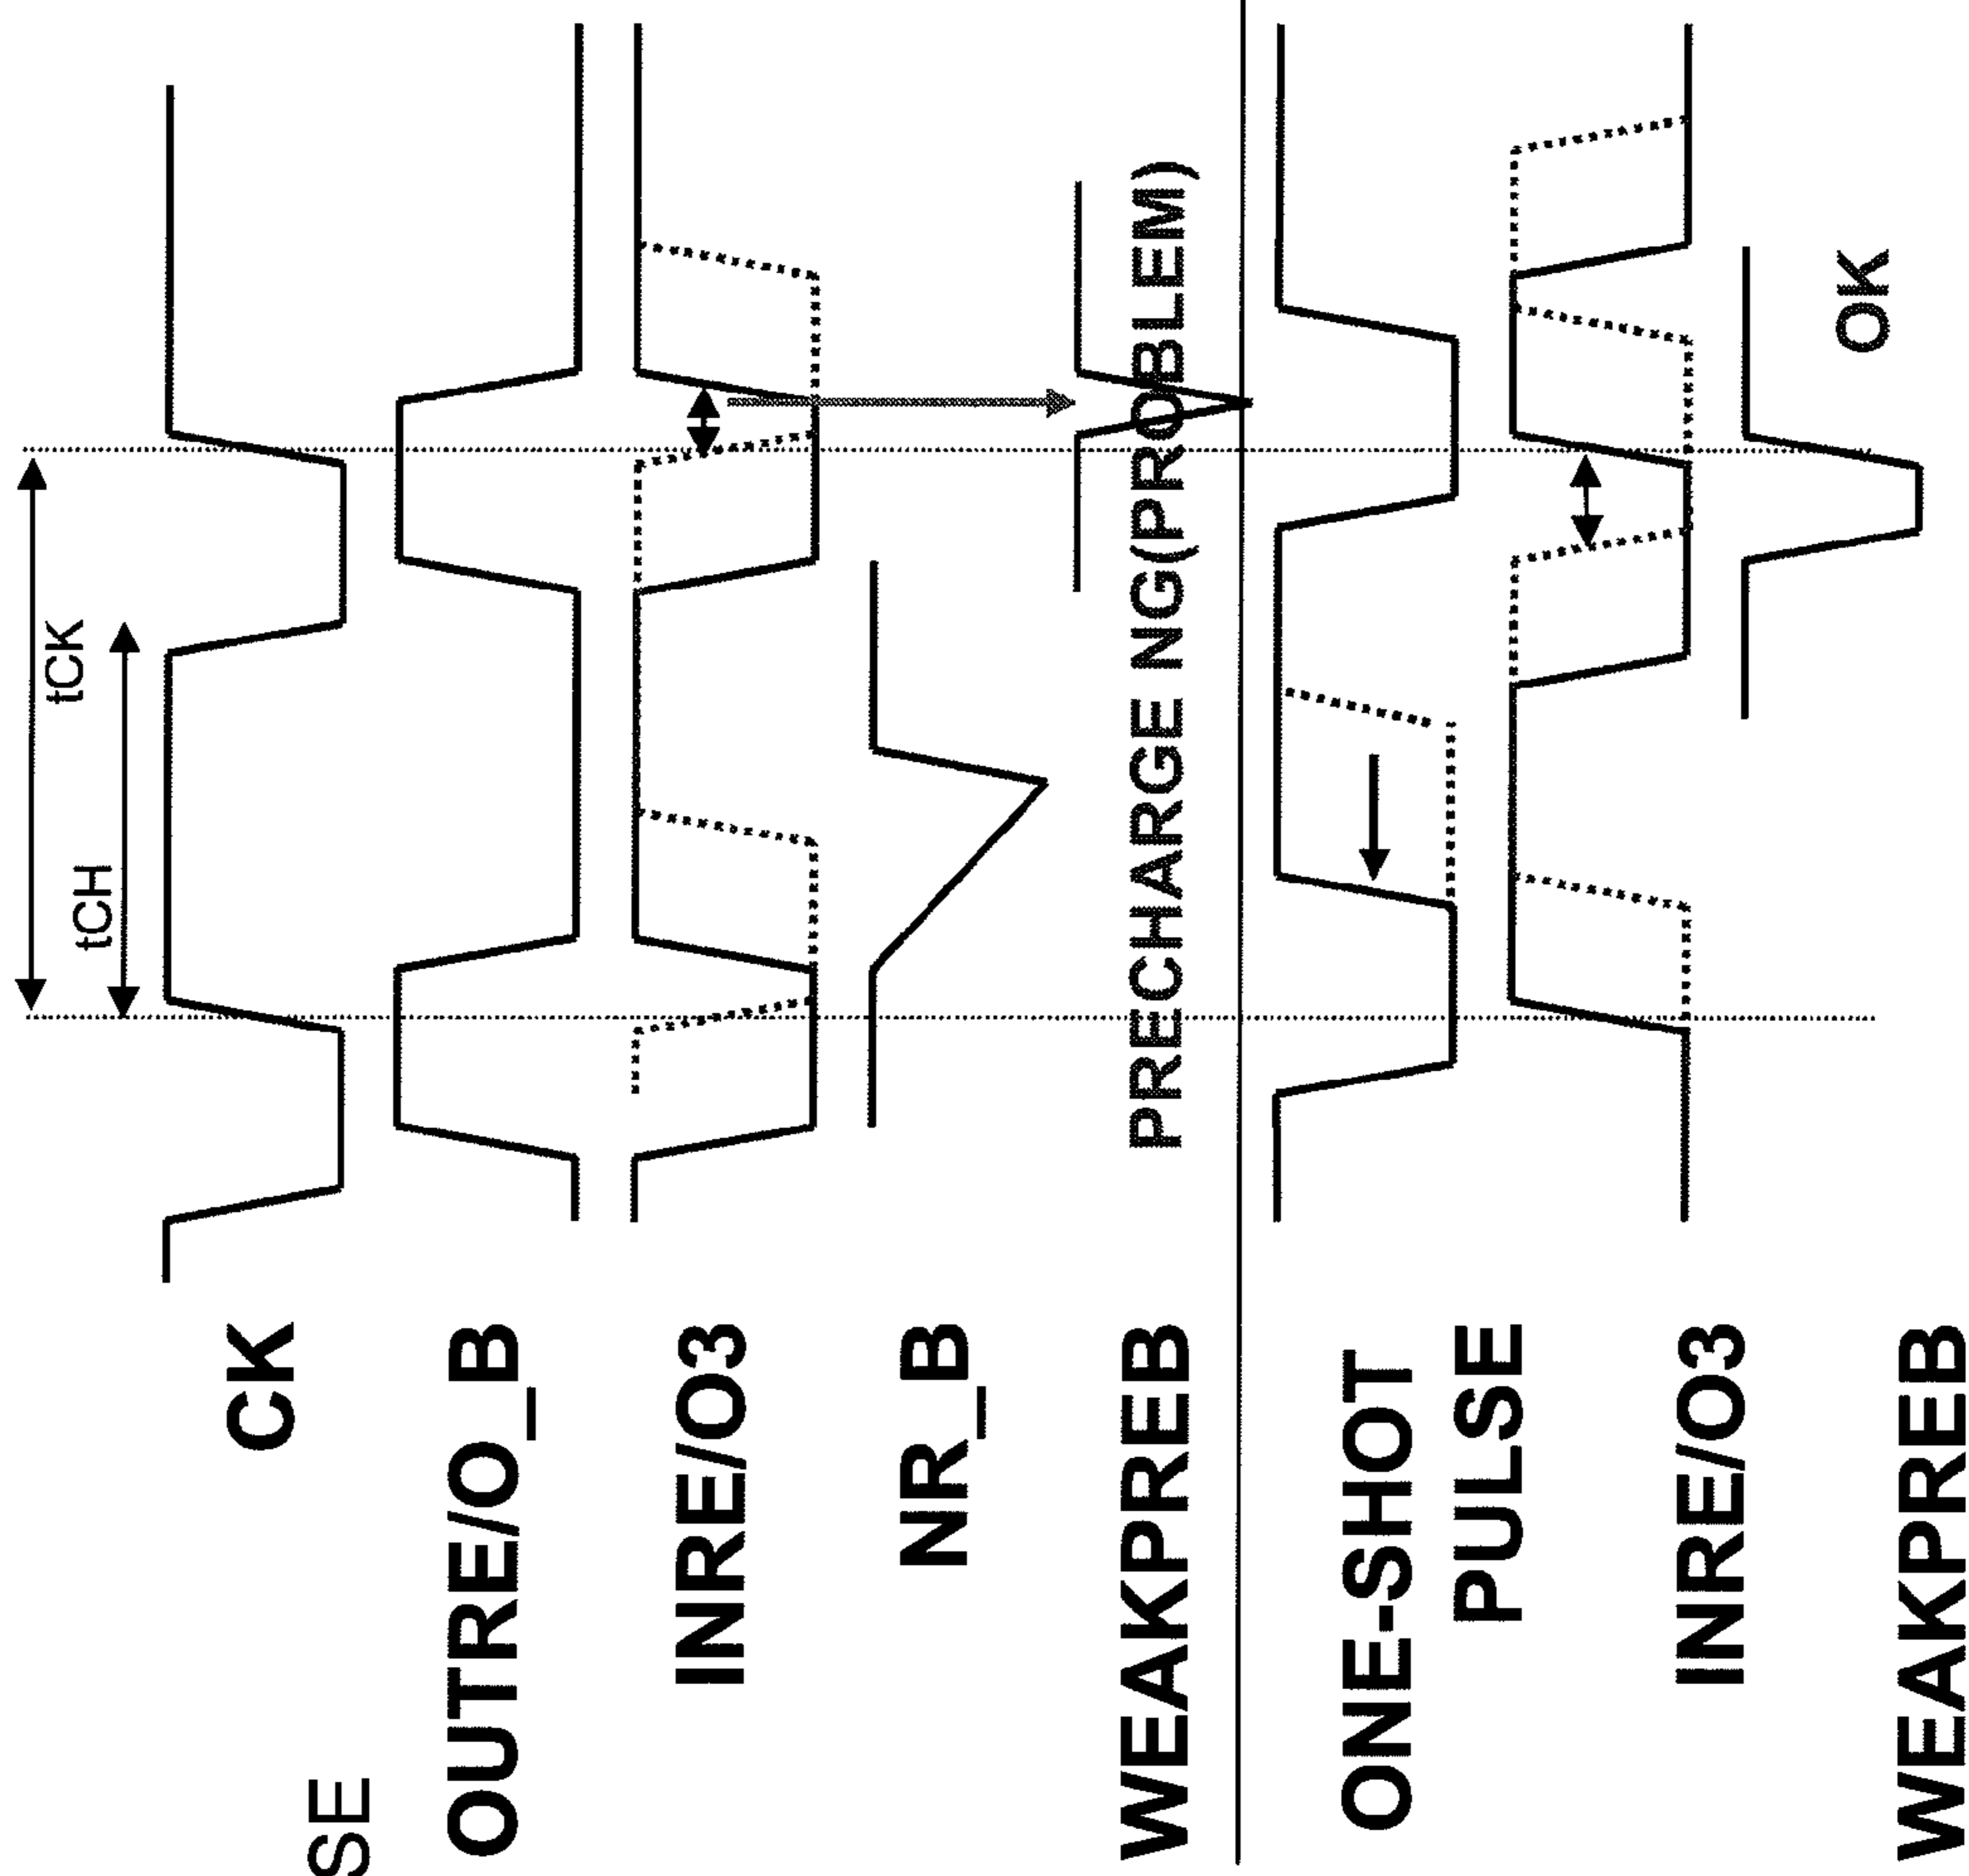 tCK
tCH
CK
SE
OUTRE/O_B
INRE/O3
NR_B
WEAKPREB
PRECHARGE NG(PROBLEM)
ONE-SHOT
PULSE
INRE/O3
WEAKPREB
OK